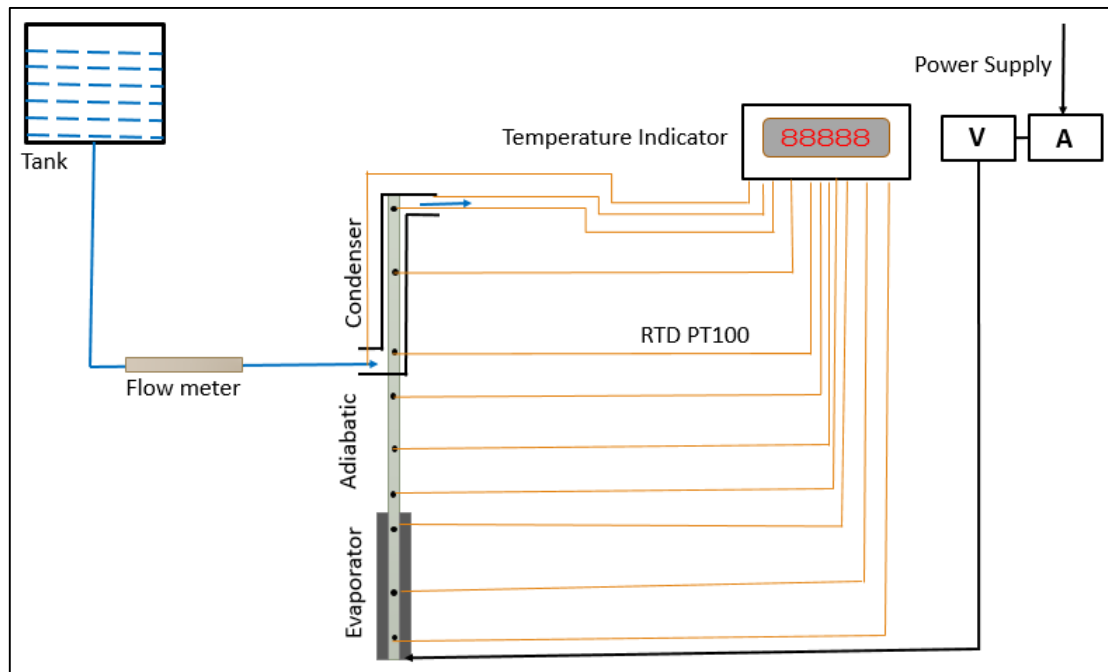 Power Supply
V
A
88888
Temperature Indicator
Tank
Condenser
RTD PT100
Flow meter
Adiabatic
Evaporator